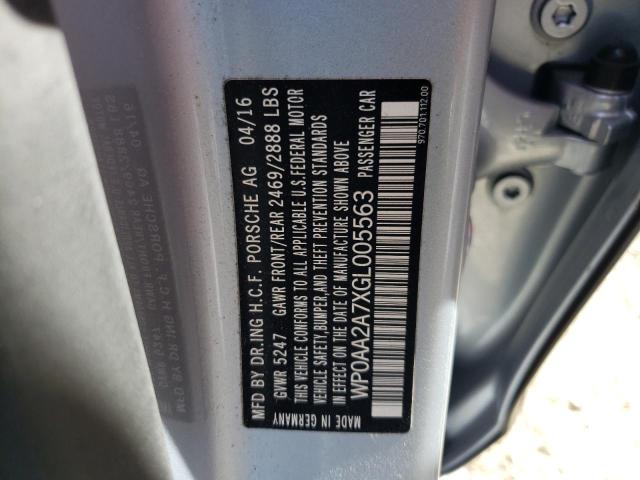 MFD BY DR.ING H.C.F. PORSCHE AG 04/16
GVWR 5247 GAWR FRONT/REAR 2469/2888 LBS
THIS VEHICLE CONFORMS TO ALL APPLICABLE U.S.FEDERAL MOTOR
VEHICLE SAFETY,BUMPER,AND THEFT PREVENTION STANDARDS
IN EFFECT ON THE DATE OF MANUFACTURE SHOWN ABOVE
WP0AA2A7XGL005563 PASSENGER CAR
MADE IN GERMANY
970.701.112.00